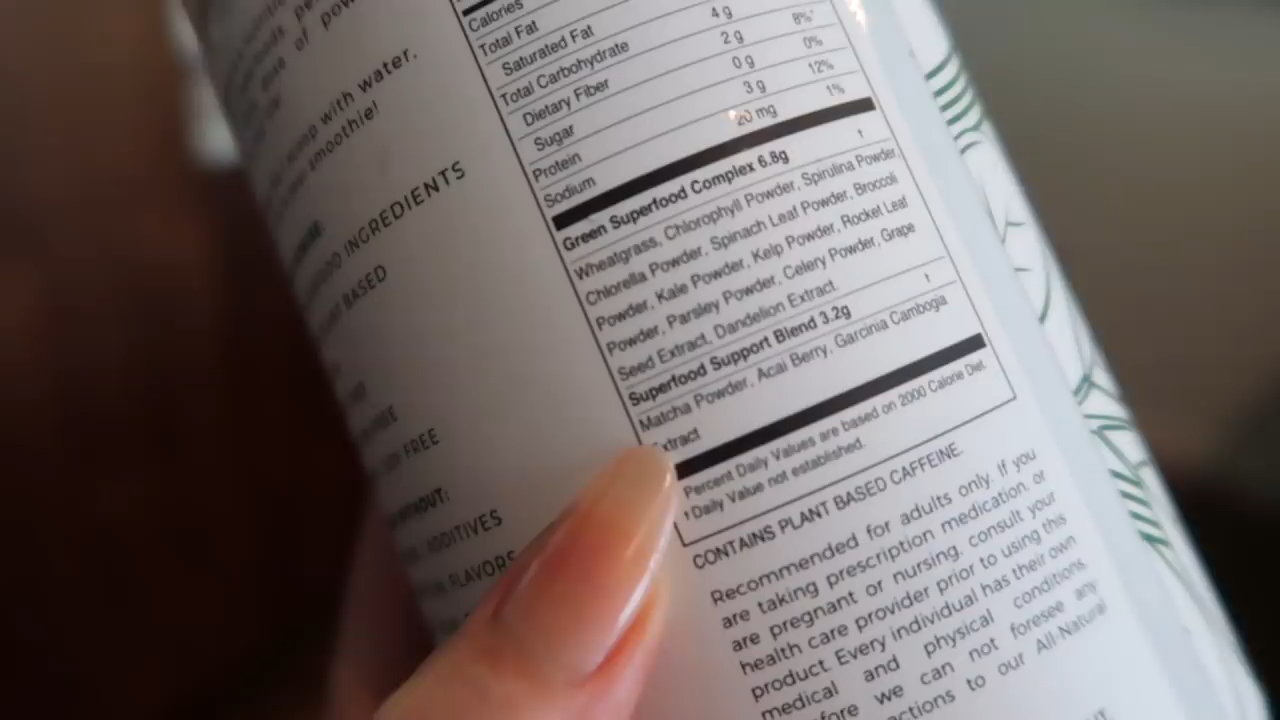 of pow
scoop with water,
smoothie!
INGREDIENTS
BASED
FREE
ADDITIVES
FLAVORS
Calories
Total Fat
Saturated Fat
Total Carbohydrate 4 g 8%*
Dietary Fiber 2 g 0%
Sugar 0 g 12%
Protein 3 g 1%
Sodium 20 mg
Green Superfood Complex 6.8g †
Wheatgrass, Chlorophyll Powder, Spirulina Powder,
Chlorella Powder, Spinach Leaf Powder, Broccoli
Powder, Kale Powder, Kelp Powder, Rocket Leaf
Powder, Parsley Powder, Celery Powder, Grape
Seed Extract, Dandelion Extract.
Superfood Support Blend 3.2g †
Matcha Powder, Acai Berry, Garcinia Cambogia
Extract
Percent Daily Values are based on 2000 Calorie Diet.
† Daily Value not established.
CONTAINS PLANT BASED CAFFEINE.
Recommended for adults only. If you
are taking prescription medication, or
are pregnant or nursing, consult your
health care provider prior to using this
product. Every individual has their own
medical and physical conditions
we can not foresee any
to our All-Natural